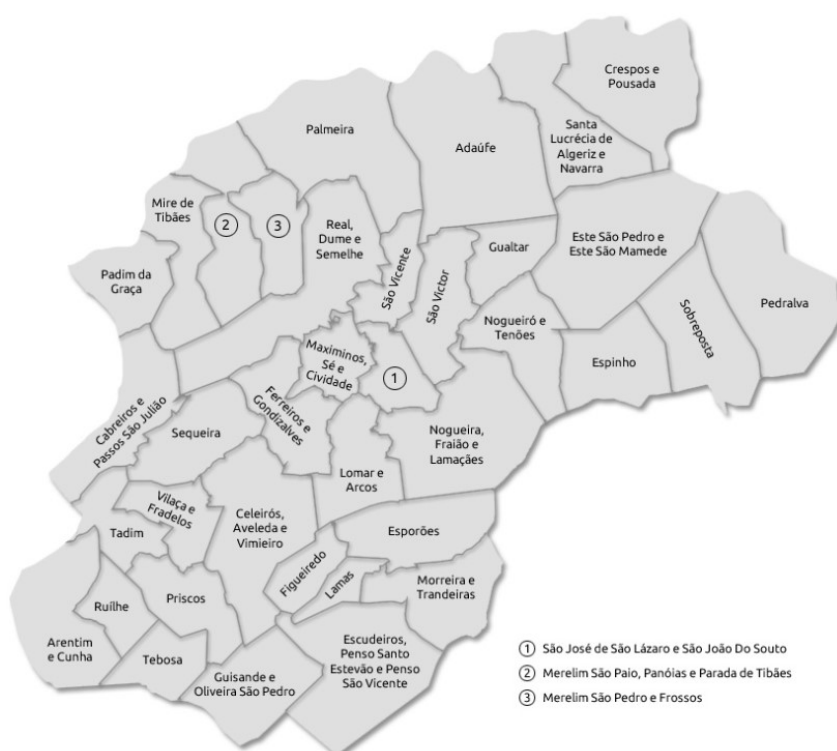 Crespos e
Pousada
Palmeira
Adaúfe
Santa
Lucrécia de
Algeriz e
Navarra
Mire de
Tibães
2
3
Real,
Dume e
Semelhe
São Vicente
São Victor
Gualtar
Este São Pedro e
Este São Mamede
Padim da
Graça
Pedralva
Sobreposta
Nogueiró e
Tenões
Espinho
Maximinos,
Sé e
Cividade
1
Cabreiros e
Passos São Julião
Ferreiros e
Gondizalves
Sequeira
Nogueira,
Fraião e
Lamaçães
Lomar e
Arcos
Vilaça e
Fradelos
Celeirós,
Aveleda e
Vimieiro
Tadim
Esporões
Figueiredo
Lamas
Morreira e
Trandeiras
Priscos
Ruílhe
Arentim
e Cunha
Tebosa
Guisande e
Oliveira São Pedro
Escudeiros,
Penso Santo
Estevão e Penso
São Vicente
1 São José de São Lázaro e São João Do Souto
2 Merelim São Paio, Panóias e Parada de Tibães
3 Merelim São Pedro e Frossos